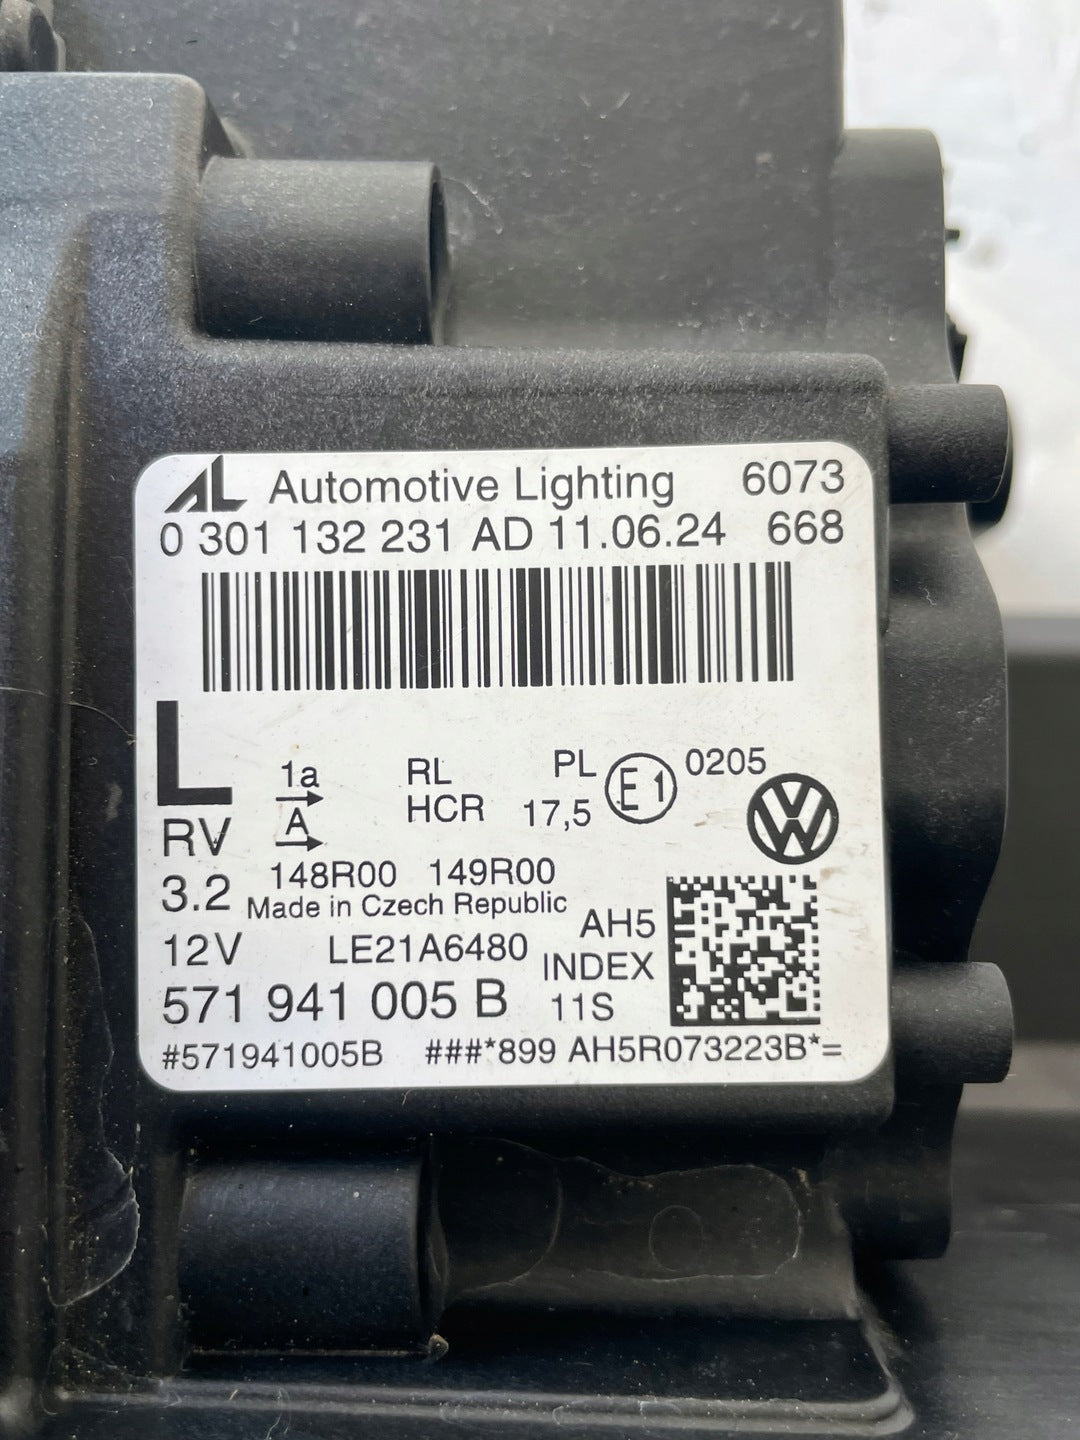 AL Automotive Lighting 6073
0 301 132 231 AD 11.06.24 668
L
1a RL PL E1 0205
A HCR 17,5
RV
148R00 149R00
3.2 Made in Czech Republic
AH5
12V LE21A6480 INDEX
571 941 005 B 11S
#571941005B ###*899 AH5R073223B*=